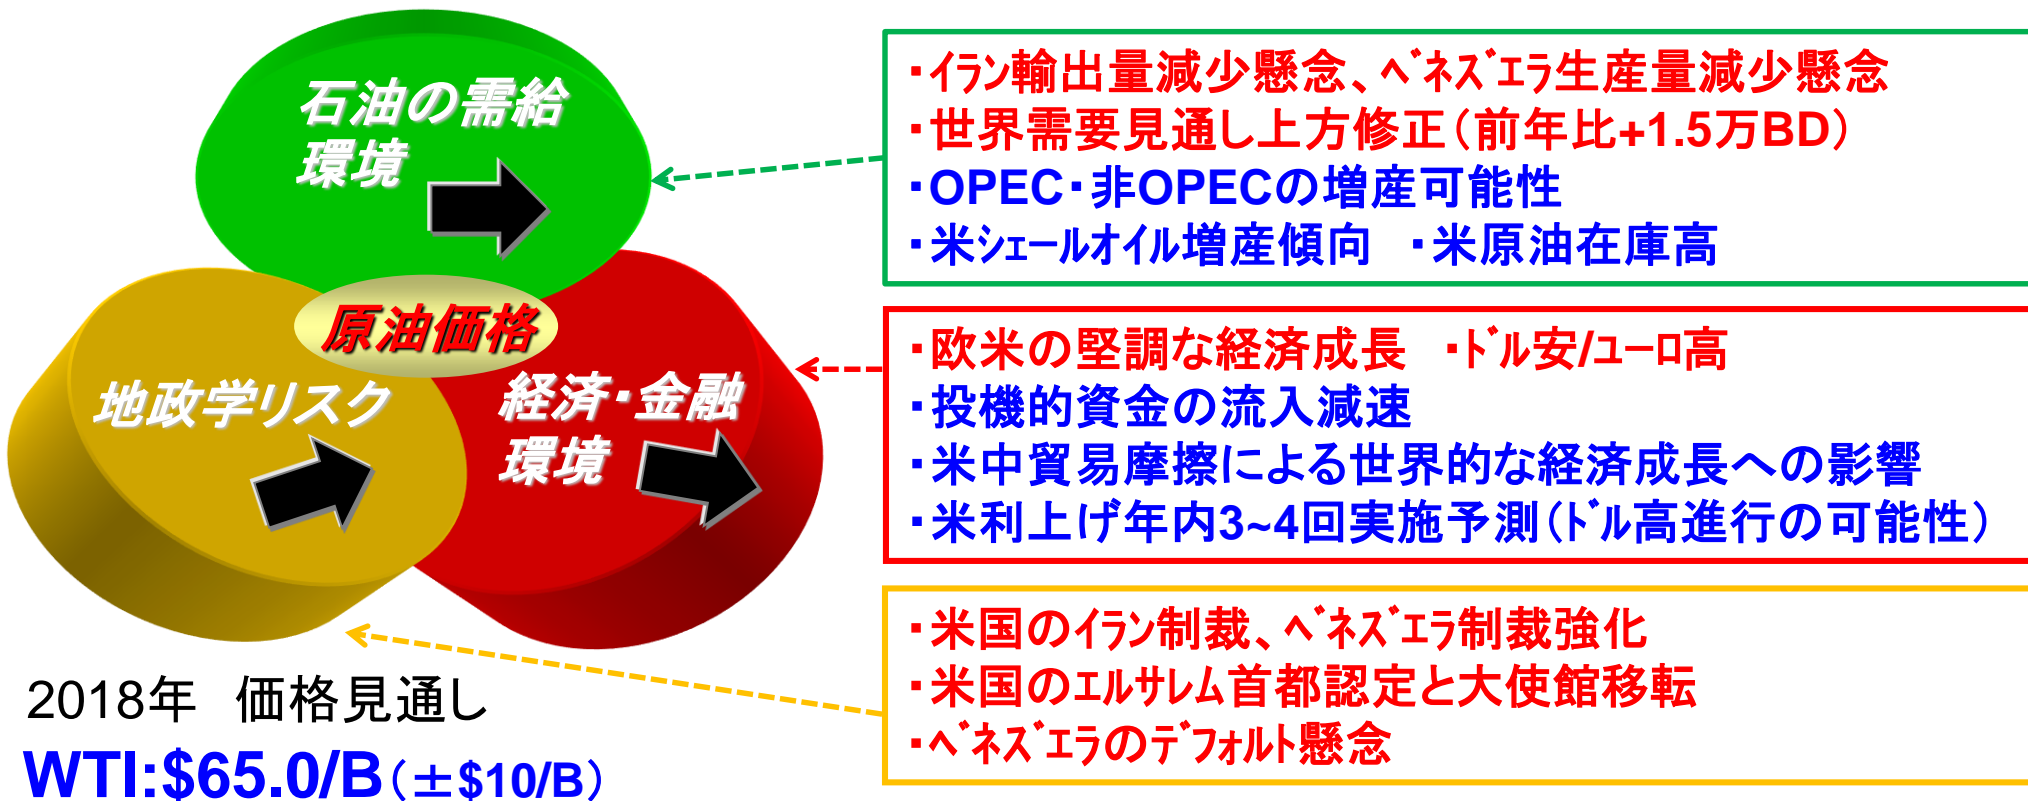 石油の需給
環境
原油価格
地政学リスク
経済・金融
環境
・イラン輸出量減少懸念、ベネズエラ生産量減少懸念
・世界需要見通し上方修正（前年比+1.5万BD）
・OPEC・非OPECの増産可能性
・米シェールオイル増産傾向　・米原油在庫高
・欧米の堅調な経済成長　・ドル安/ユーロ高
・投機的資金の流入減速
・米中貿易摩擦による世界的な経済成長への影響
・米利上げ年内3~4回実施予測（ドル高進行の可能性）
・米国のイラン制裁、ベネズエラ制裁強化
・米国のエルサレム首都認定と大使館移転
・ベネズエラのデフォルト懸念
2018年　価格見通し
WTI:$65.0/B（±$10/B）